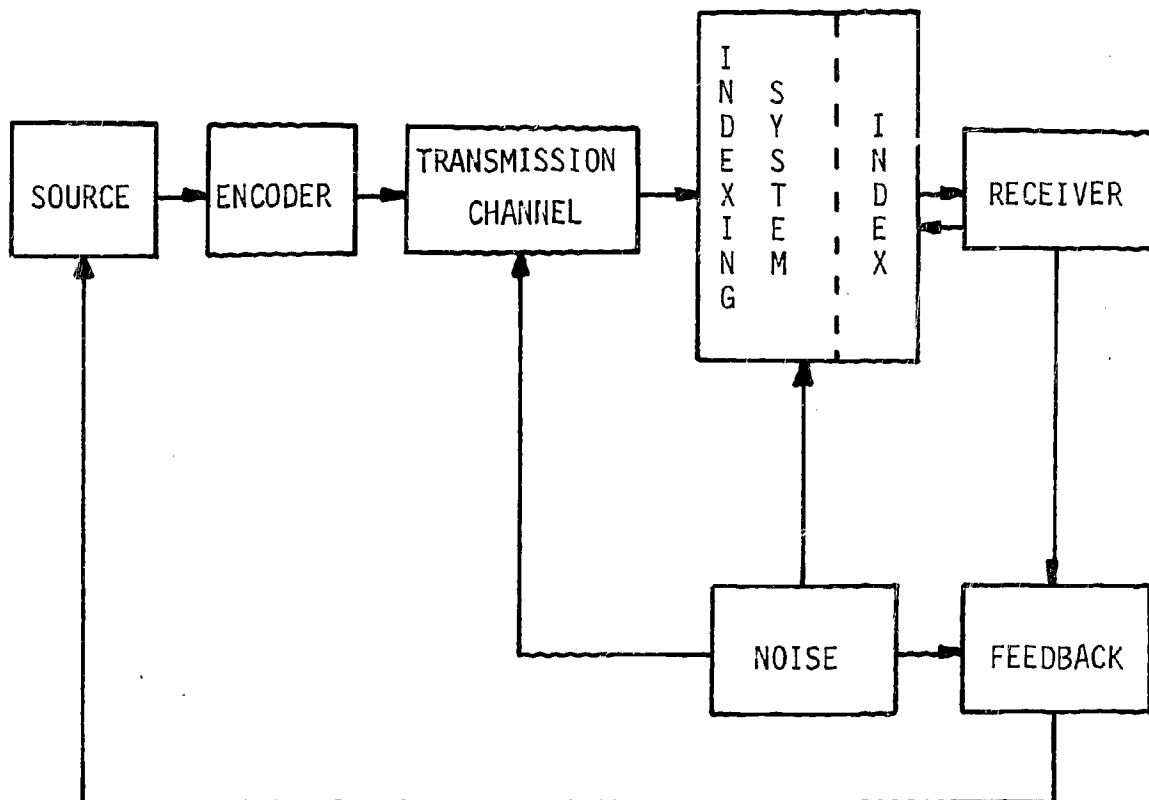 SOURCE
ENCODER
TRANSMISSION
CHANNEL
INDEXING
SYSTEM
INDEX
RECEIVER
NOISE
FEEDBACK